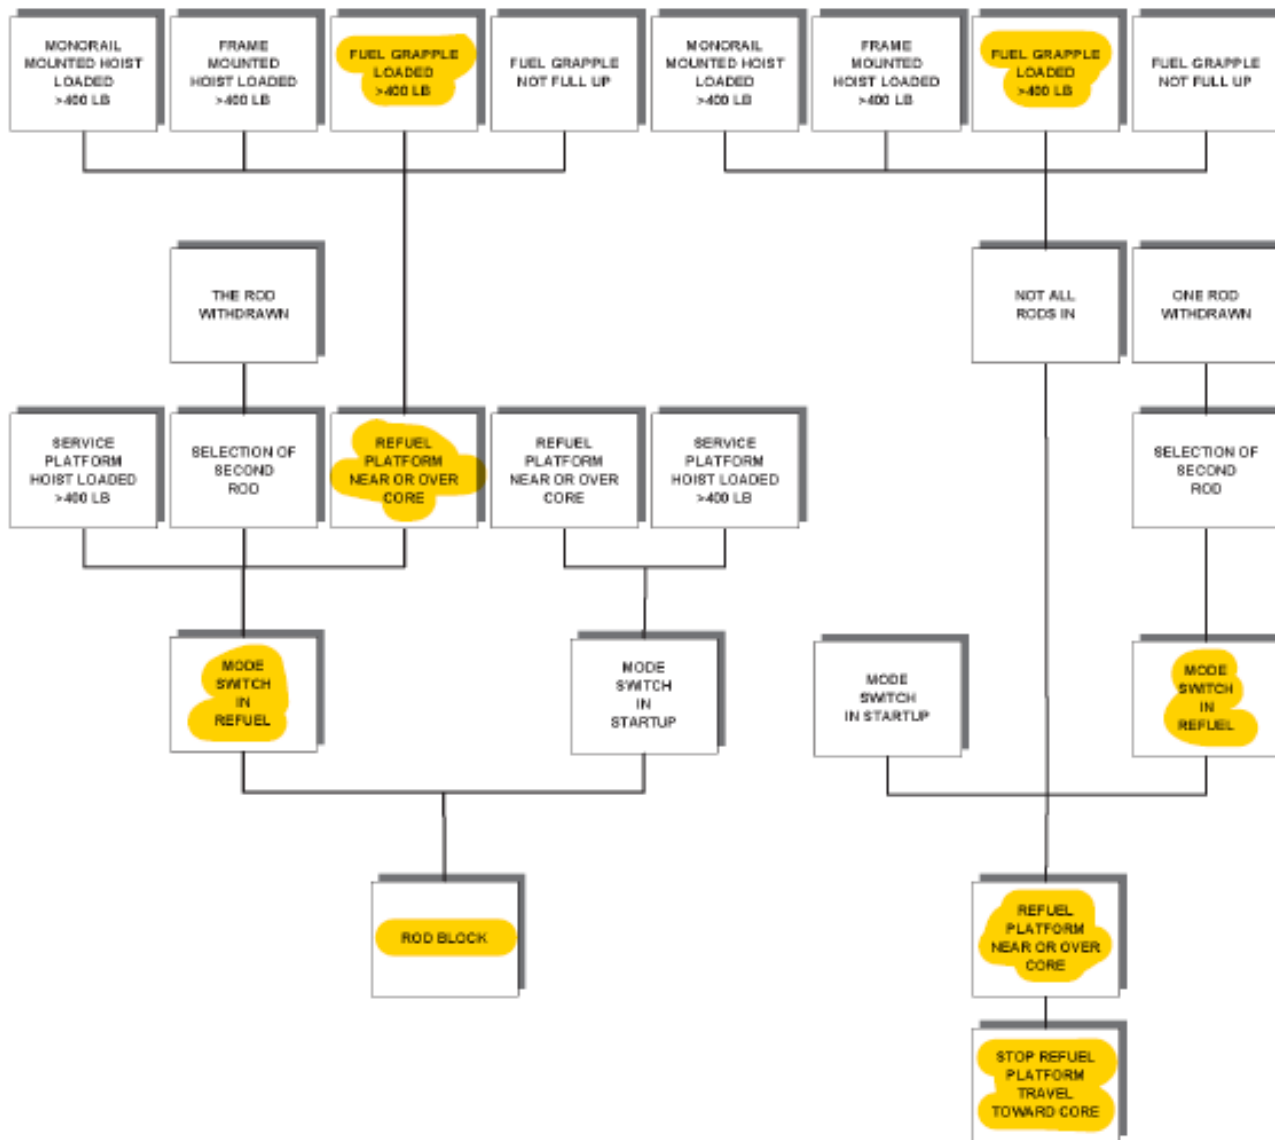 MONORAIL
MOUNTED HOIST
LOADED
>400 LB
FRAME
MOUNTED
HOIST LOADED
>400 LB
FUEL GRAPPLE
LOADED
>400 LB
FUEL GRAPPLE
NOT FULL UP
MONORAIL
MOUNTED HOIST
LOADED
>400 LB
FRAME
MOUNTED
HOIST LOADED
>400 LB
FUEL GRAPPLE
LOADED
>400 LB
FUEL GRAPPLE
NOT FULL UP
THE ROD
WITHDRAWN
NOT ALL
RODS IN
ONE ROD
WITHDRAWN
SERVICE
PLATFORM
HOIST LOADED
>400 LB
SELECTION OF
SECOND
ROD
REFUEL
PLATFORM
NEAR OR OVER
CORE
REFUEL
PLATFORM
NEAR OR OVER
CORE
SERVICE
PLATFORM
HOIST LOADED
>400 LB
SELECTION OF
SECOND
ROD
MODE
SWITCH
IN
REFUEL
MODE
SWITCH
IN
STARTUP
MODE
SWITCH
IN STARTUP
MODE
SWITCH
IN
REFUEL
ROD BLOCK
REFUEL
PLATFORM
NEAR OR OVER
CORE
STOP REFUEL
PLATFORM
TRAVEL
TOWARD CORE